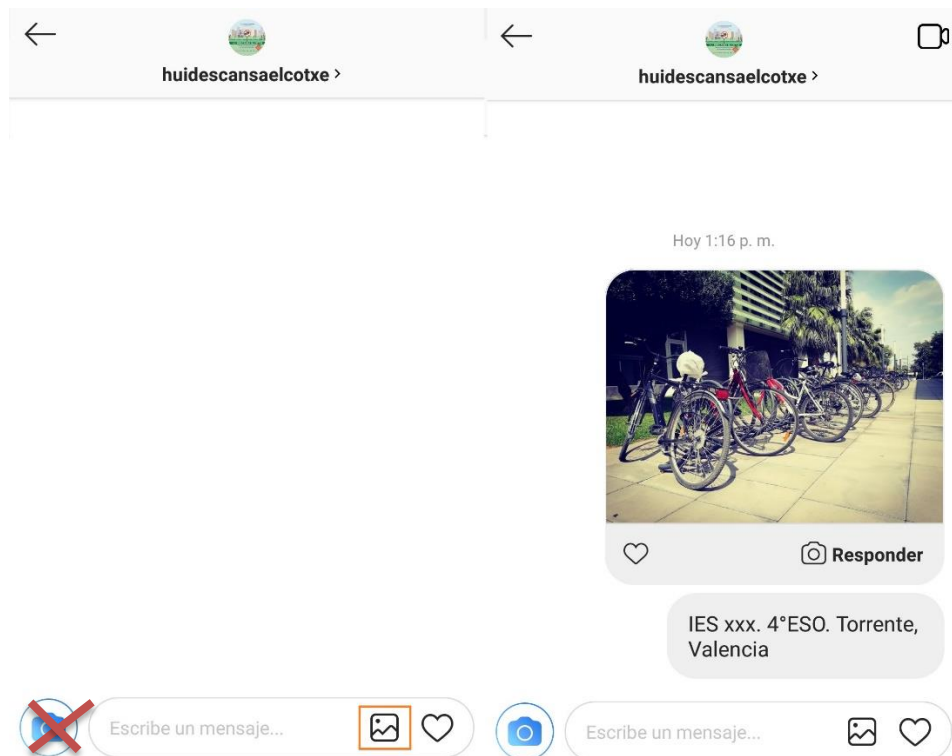 huidescansaelcotxe >
Escribe un mensaje...
huidescansaelcotxe >
Hoy 1:16 p. m.
Responder
IES xxx. 4°ESO. Torrente,
Valencia
Escribe un mensaje...